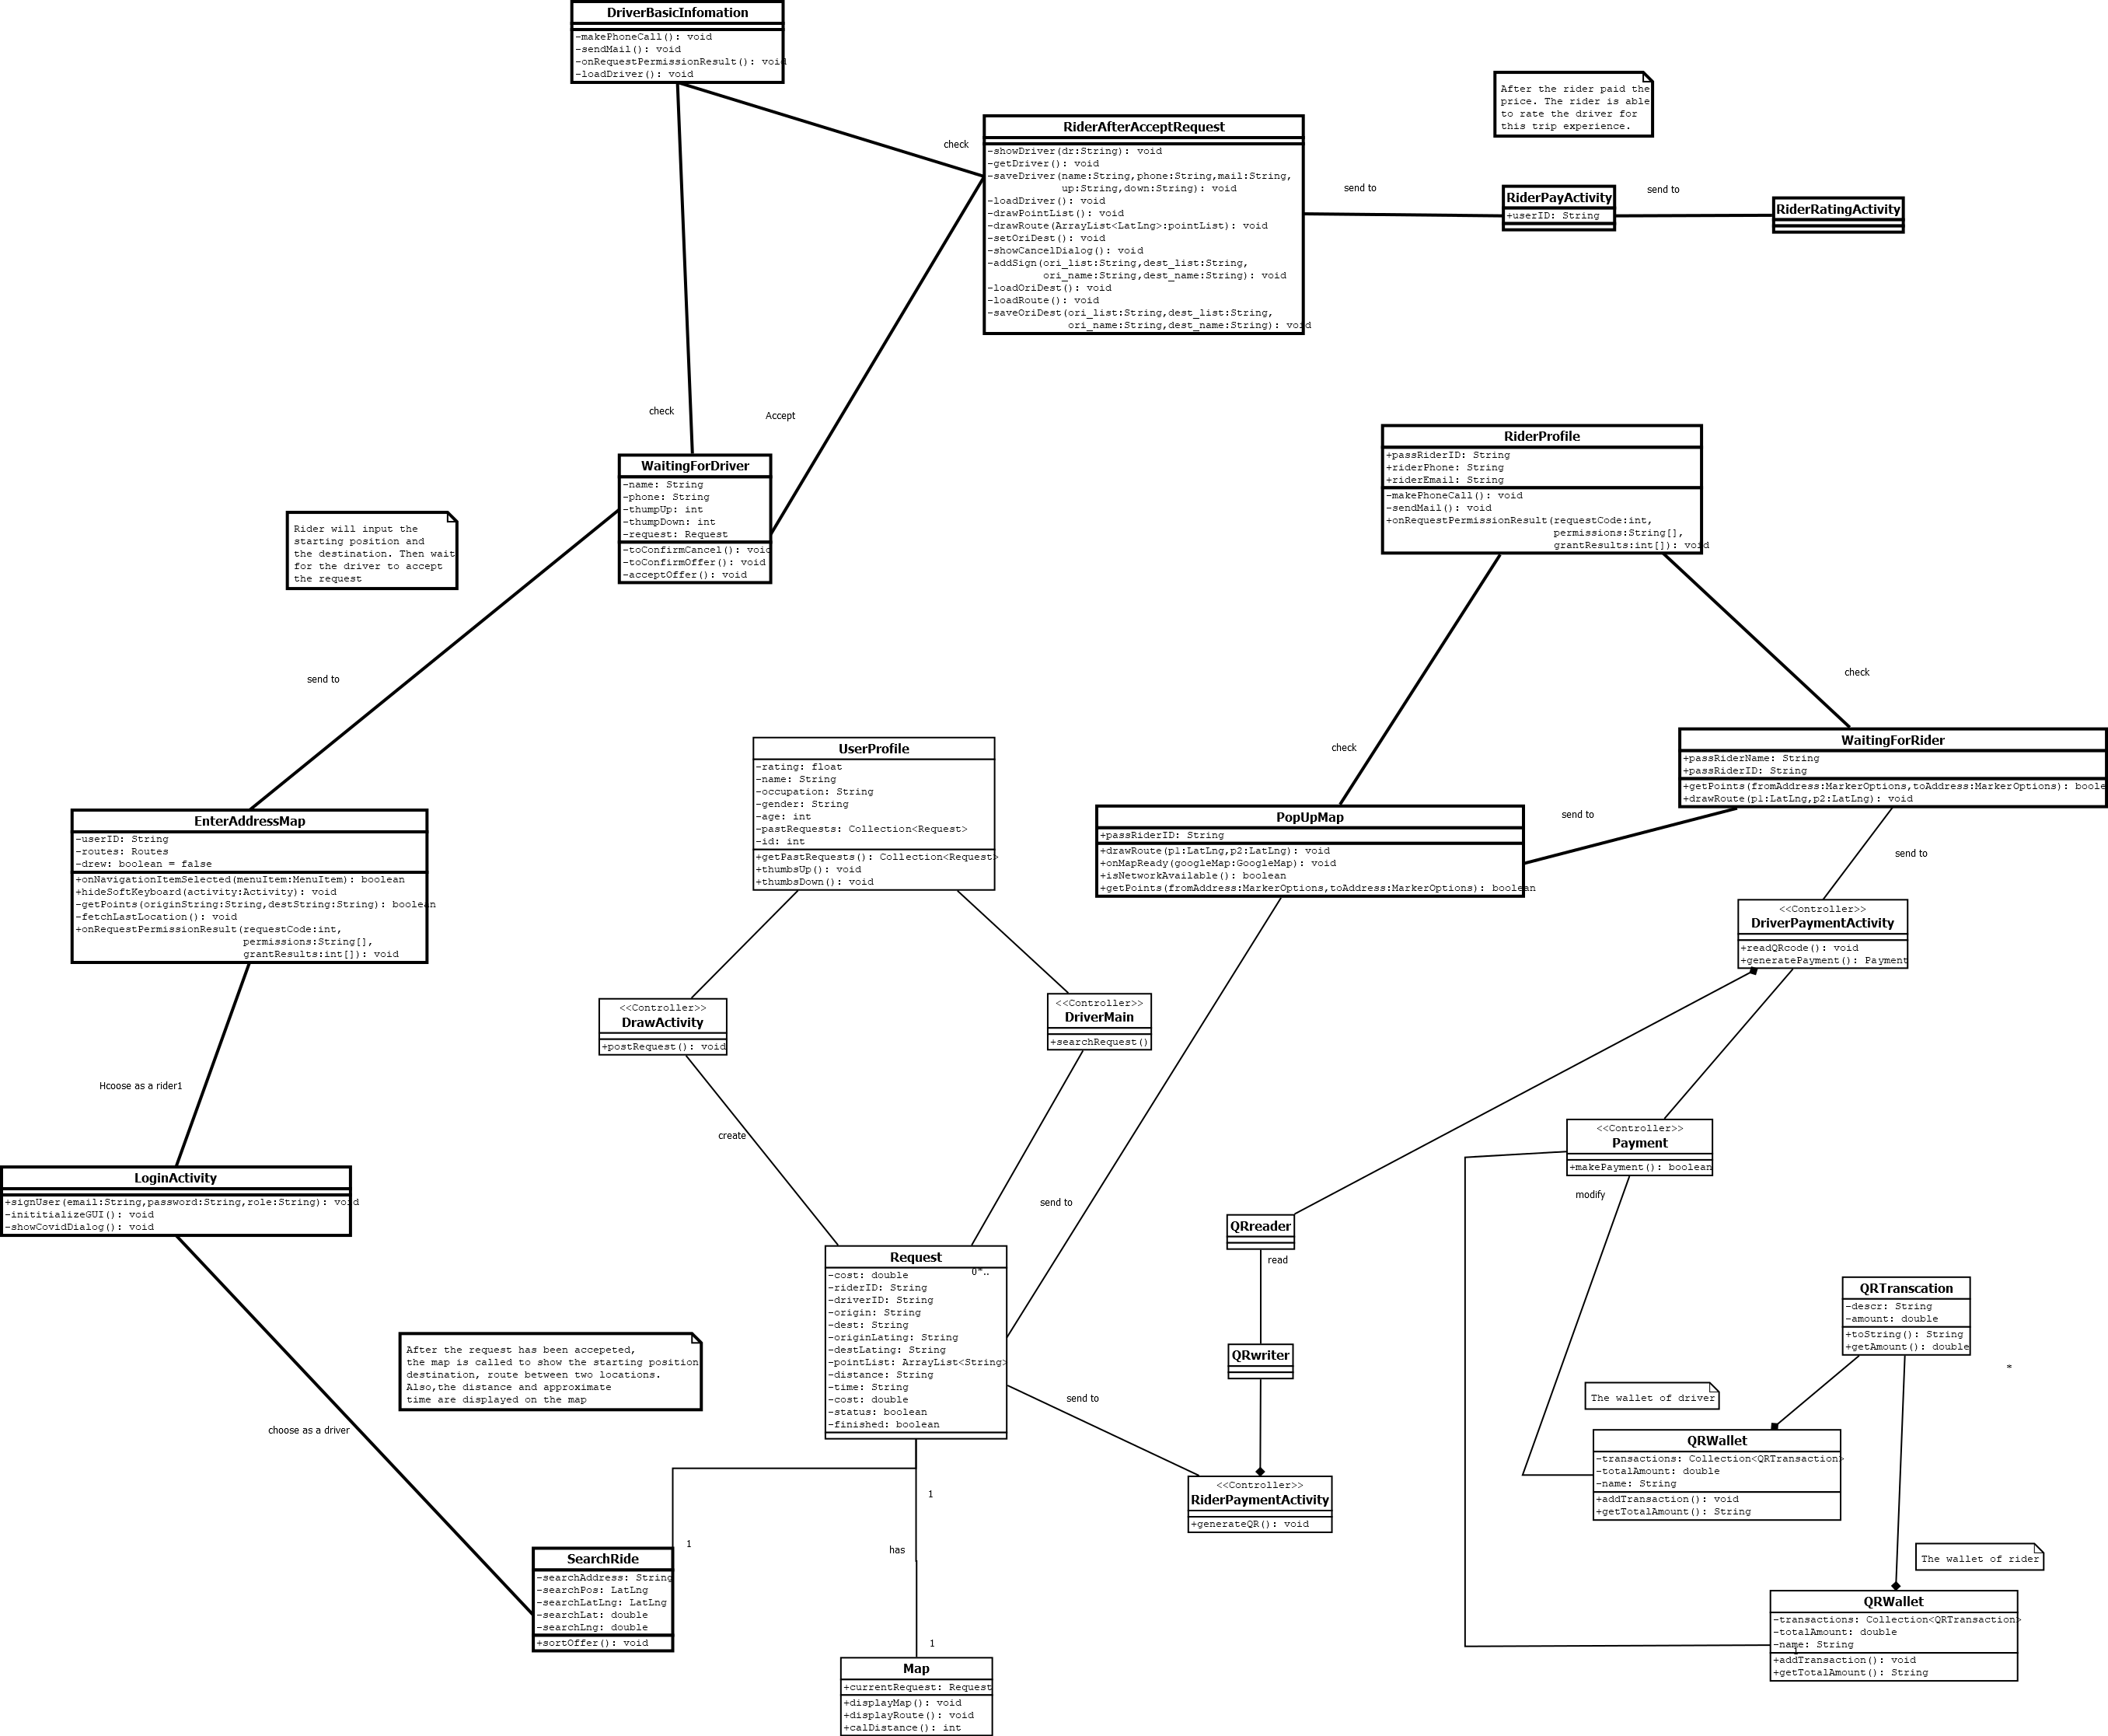 DriverBasicInfomation
-makePhoneCall(): void
-sendMail(): void
-onRequestPermissionResult(): void
-loadDriver(): void
After the rider paid the
price. The rider is able
to rate the driver for
this trip experience.
check
RiderAfterAcceptRequest
-showDriver(dr:String): void
-getDriver(): void
-saveDriver(name:String,phone:String,mail:String,
up:String,down:String): void
-loadDriver(): void
-drawPointList(): void
-drawRoute(ArrayList<LatLng>:pointList): void
-setOriDest(): void
-showCancelDialog(): void
-addSign(ori_list:String,dest_list:String,
ori_name:String,dest_name:String): void
-loadOriDest(): void
-loadRoute(): void
-saveOriDest(ori_list:String,dest_list:String,
ori_name:String,dest_name:String): void
send to
RiderPayActivity
+userID: String
send to
RiderRatingActivity
check
Accept
WaitingForDriver
-name: String
-phone: String
-thumpUp: int
-thumpDown: int
-request: Request
-toConfirmCancel(): void
-toConfirmOffer(): void
-acceptOffer(): void
Rider will input the
starting position and
the destination. Then wait
for the driver to accept
the request
RiderProfile
+passRiderID: String
+riderPhone: String
+riderEmail: String
-makePhoneCall(): void
-sendMail(): void
+onRequestPermissionResult(requestCode:int,
permissions:String[],
grantResults:int[]): void
send to
check
check
UserProfile
-rating: float
-name: String
-occupation: String
-gender: String
-age: int
-pastRequests: Collection<Request>
-id: int
+getPastRequests(): Collection<Request>
+thumbsUp(): void
+thumbsDown(): void
WaitingForRider
+passRiderName: String
+passRiderID: String
+getPoints(fromAddress:MarkerOptions,toAddress:MarkerOptions): boole
+drawRoute(p1:LatLng,p2:LatLng): void
EnterAddressMap
-userID: String
-routes: Routes
-drew: boolean = false
+onNavigationItemSelected(menuItem:MenuItem): boolean
+hideSoftKeyboard(activity:Activity): void
-getPoints(originString:String,destString:String): boolean
-fetchLastLocation(): void
+onRequestPermissionResult(requestCode:int,
permissions:String[],
grantResults:int[]): void
PopUpMap
+passRiderID: String
+drawRoute(p1:LatLng,p2:LatLng): void
+onMapReady(googleMap:GoogleMap): void
+isNetworkAvailable(): boolean
+getPoints(fromAddress:MarkerOptions,toAddress:MarkerOptions): boolean
send to
send to
<<Controller>>
DriverPaymentActivity
+readQRcode(): void
+generatePayment(): Payment
<<Controller>>
DrawActivity
+postRequest(): void
<<Controller>>
DriverMain
+searchRequest()
Hcoose as a rider1
create
<<Controller>>
Payment
+makePayment(): boolean
modify
LoginActivity
+signUser(email:String,password:String,role:String): void
-inititializeGUI(): void
-showCovidDialog(): void
send to
QRreader
read
Request
0*..
-cost: double
-riderID: String
-driverID: String
-origin: String
-dest: String
-originLating: String
-destLating: String
-pointList: ArrayList<String>
-distance: String
-time: String
-cost: double
-status: boolean
-finished: boolean
QRTranscation
-descr: String
-amount: double
+toString(): String
+getAmount(): double
*
After the request has been accepeted,
the map is called to show the starting position
destination, route between two locations.
Also,the distance and approximate
time are displayed on the map
QRwriter
send to
The wallet of driver
choose as a driver
QRWallet
-transactions: Collection<QRTransaction>
-totalAmount: double
-name: String
+addTransaction(): void
+getTotalAmount(): String
<<Controller>>
RiderPaymentActivity
+generateQR(): void
1
1
has
The wallet of rider
SearchRide
-searchAddress: String
-searchPos: LatLng
-searchLatLng: LatLng
-searchLat: double
-searchLng: double
+sortOffer(): void
QRWallet
-transactions: Collection<QRTransaction>
-totalAmount: double
-name: String
1
+addTransaction(): void
+getTotalAmount(): String
1
Map
+currentRequest: Request
+displayMap(): void
+displayRoute(): void
+calDistance(): int